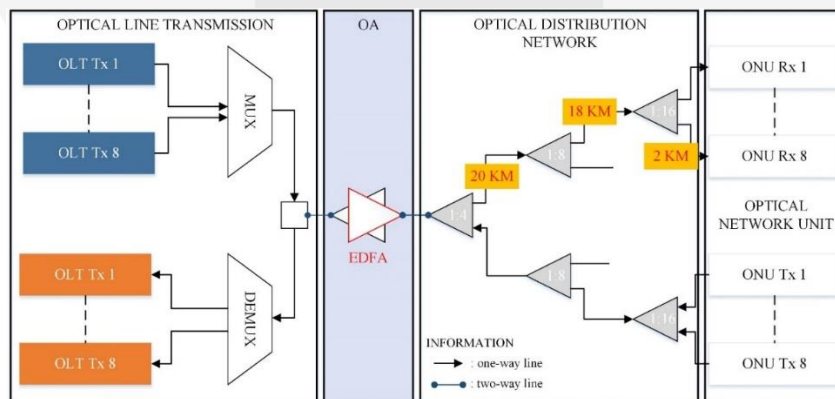 OPTICAL LINE TRANSMISSION
OA
OPTICAL DISTRIBUTION
NETWORK
OLT Tx 1
OLT Tx 8
MUX
EDFA
OLT Tx 1
OLT Tx 8
DEMUX
1:4
20 KM
1:8
18 KM
1:16
2 KM
1:8
1:16
INFORMATION
: one-way line
: two-way line
ONU Rx 1
ONU Rx 8
OPTICAL
NETWORK UNIT
ONU Tx 1
ONU Tx 8